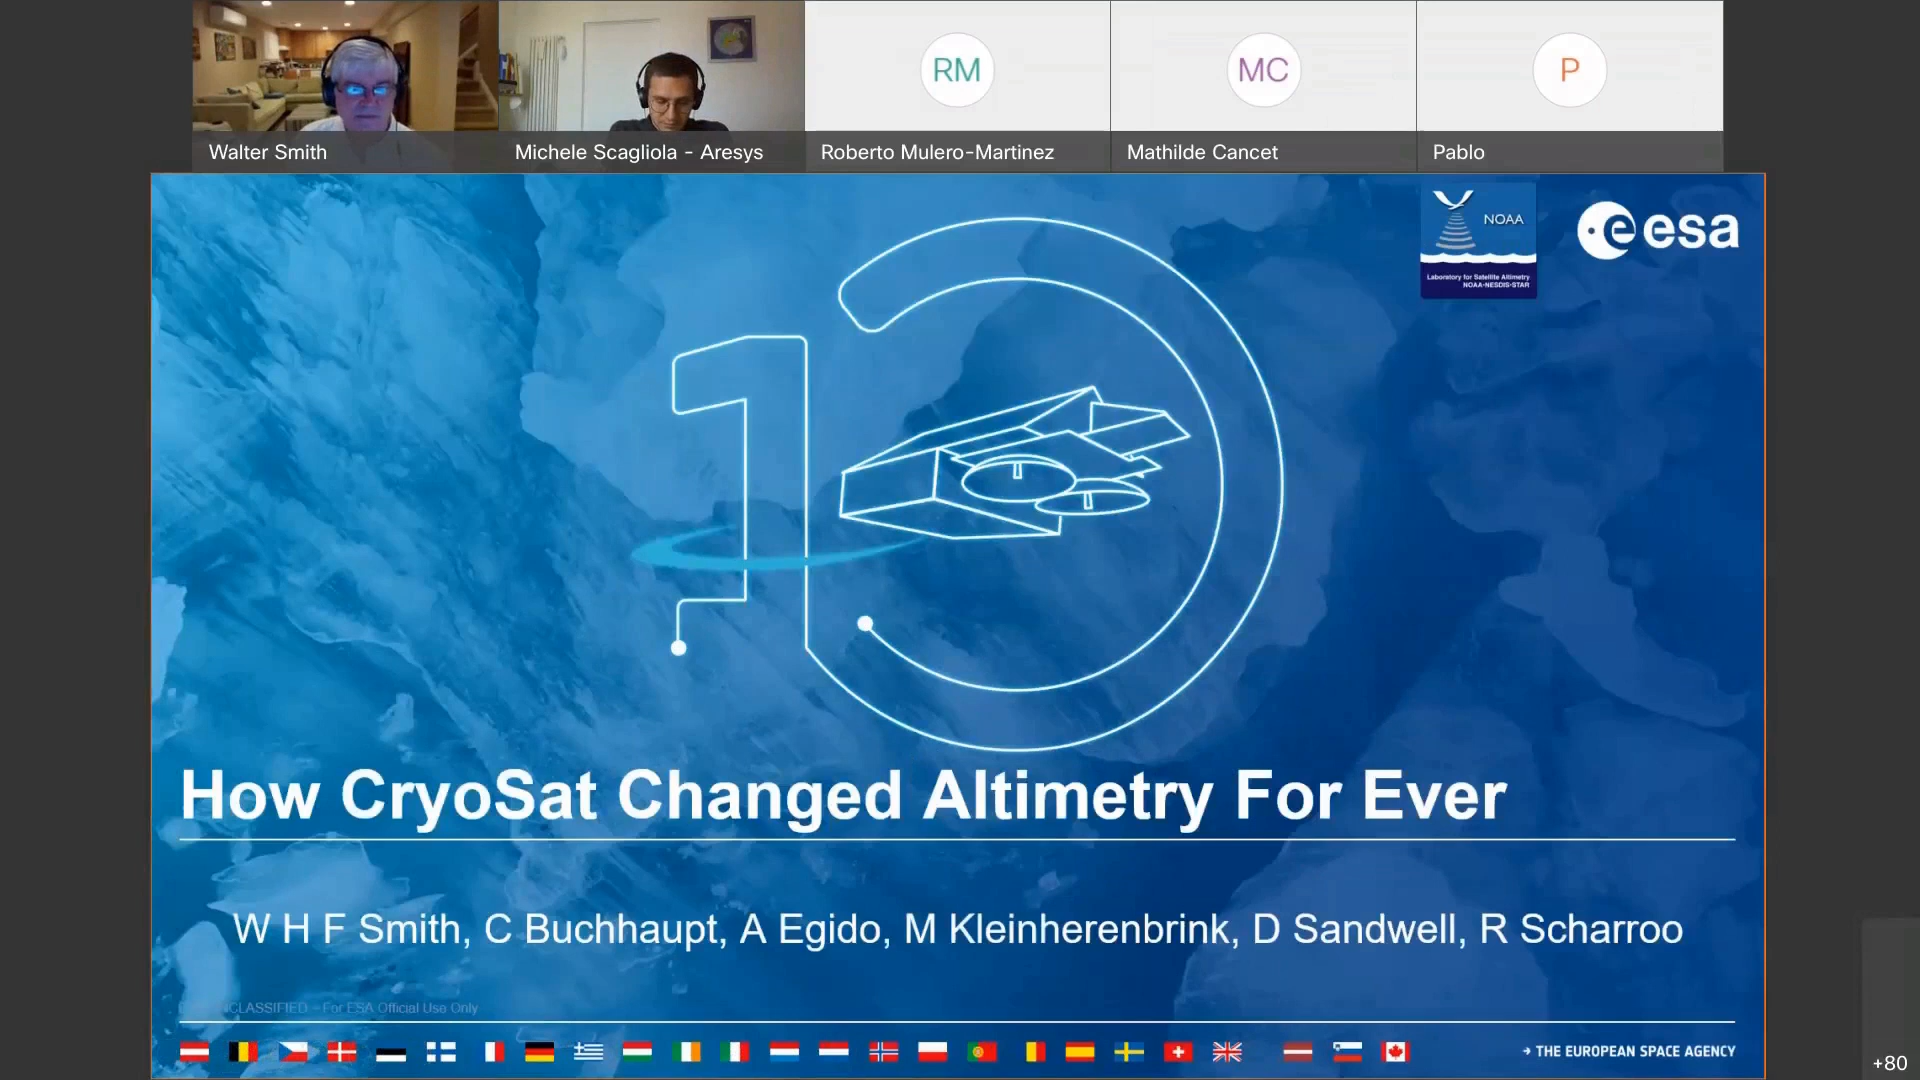 Walter Smith
Michele Scagliola - Aresys
RM
Roberto Mulero-Martinez
MC
Mathilde Cancet
P
Pablo
NOAA
Laboratory for Satellite Altimetry
NOAA-NESDIS-STAR
esa
10
How CryoSat Changed Altimetry For Ever
W H F Smith, C Buchhaupt, A Egido, M Kleinherenbrink, D Sandwell, R Scharroo
– For ESA Official Use Only
→ THE EUROPEAN SPACE AGENCY
+80